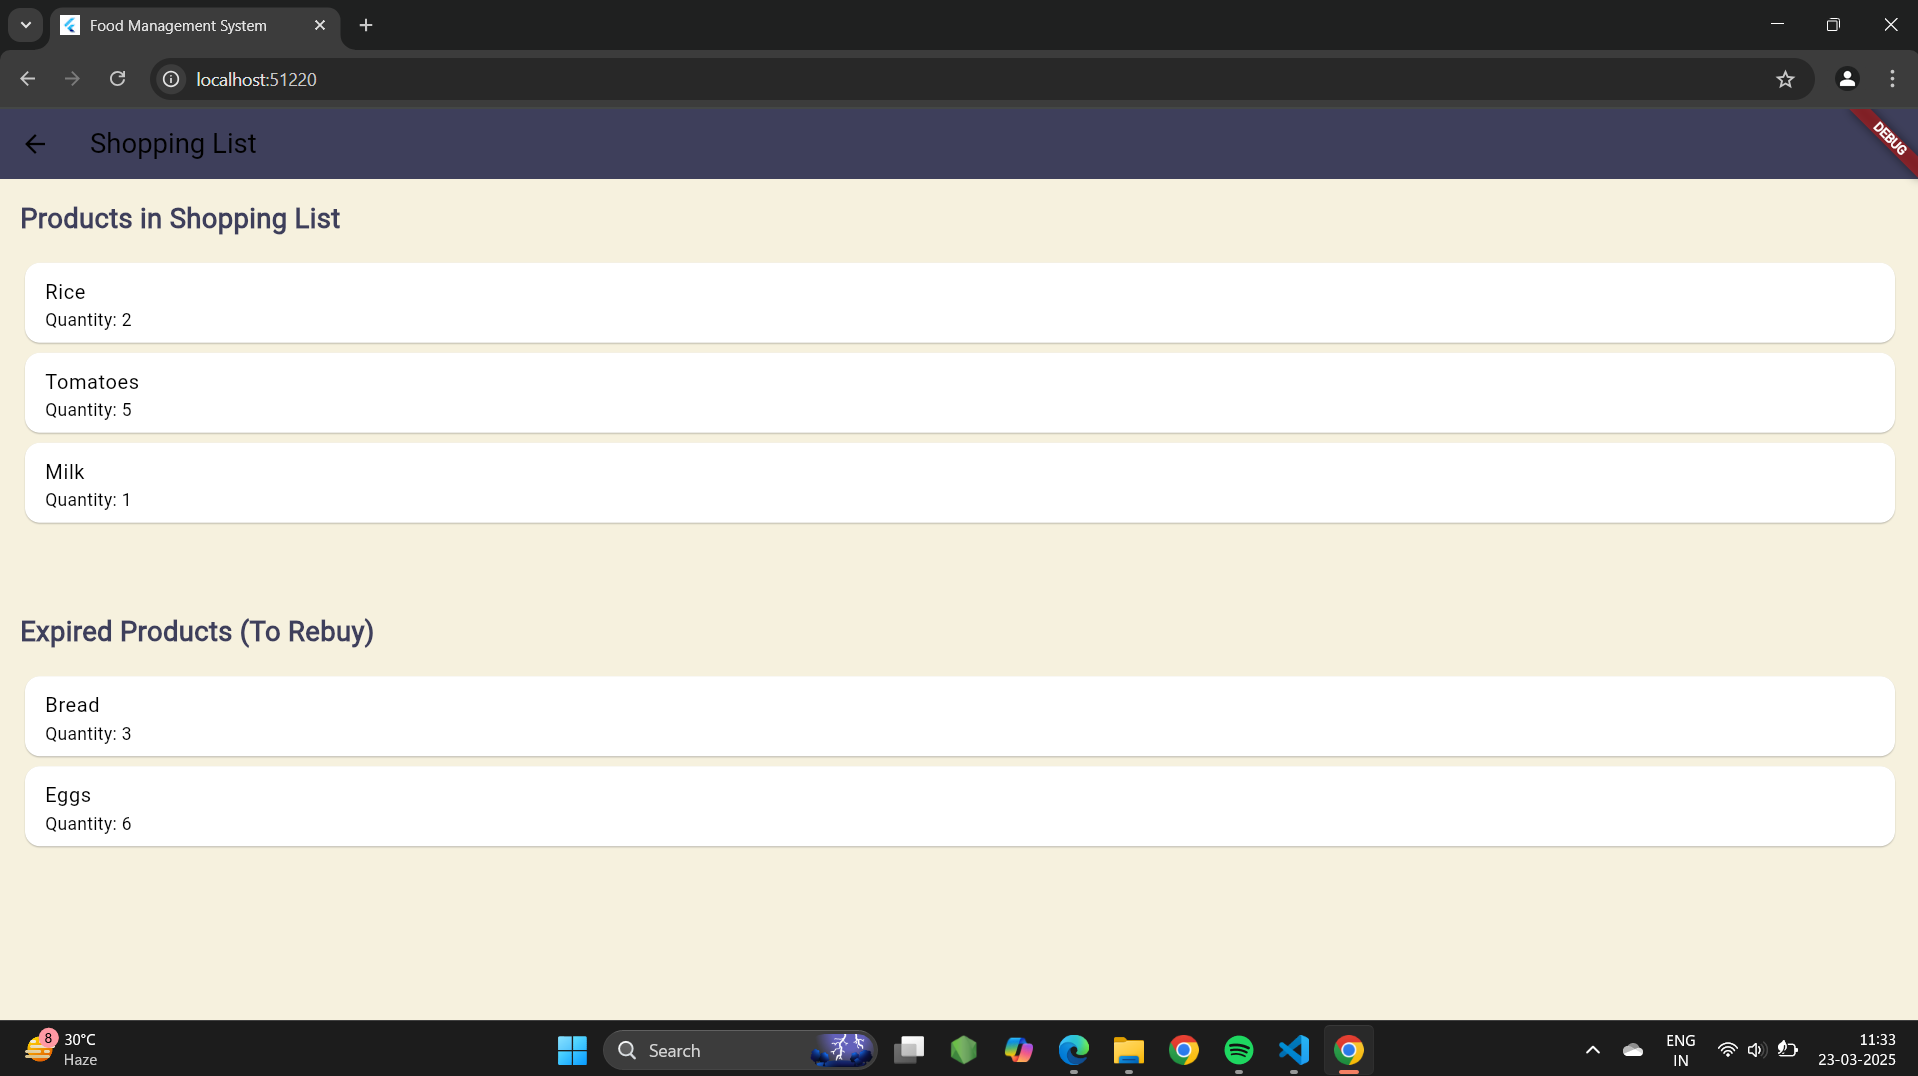 Food Management System
localhost:51220
Shopping List
DEBUG
Products in Shopping List
Rice
Quantity: 2
Tomatoes
Quantity: 5
Milk
Quantity: 1
Expired Products (To Rebuy)
Bread
Quantity: 3
Eggs
Quantity: 6
8
30°C
Haze
Search
ENG
IN
11:33
23-03-2025